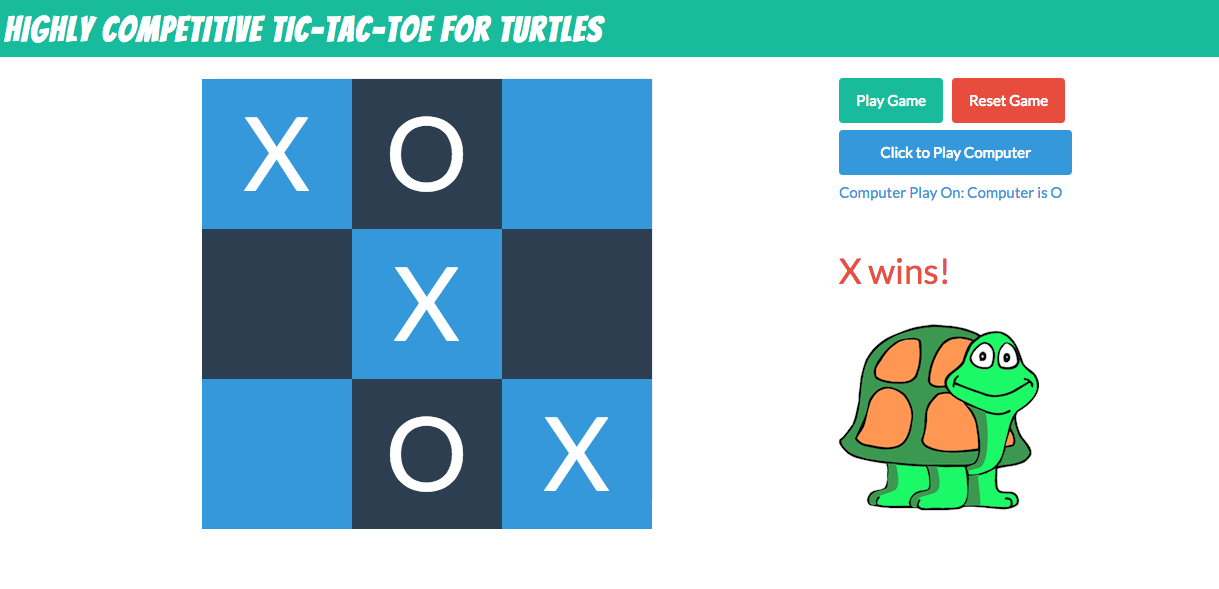 HIGHLY COMPETITIVE TIC-TAC-TOE FOR TURTLES
X O
X
O X
Play Game Reset Game
Click to Play Computer
Computer Play On: Computer is O
X wins!